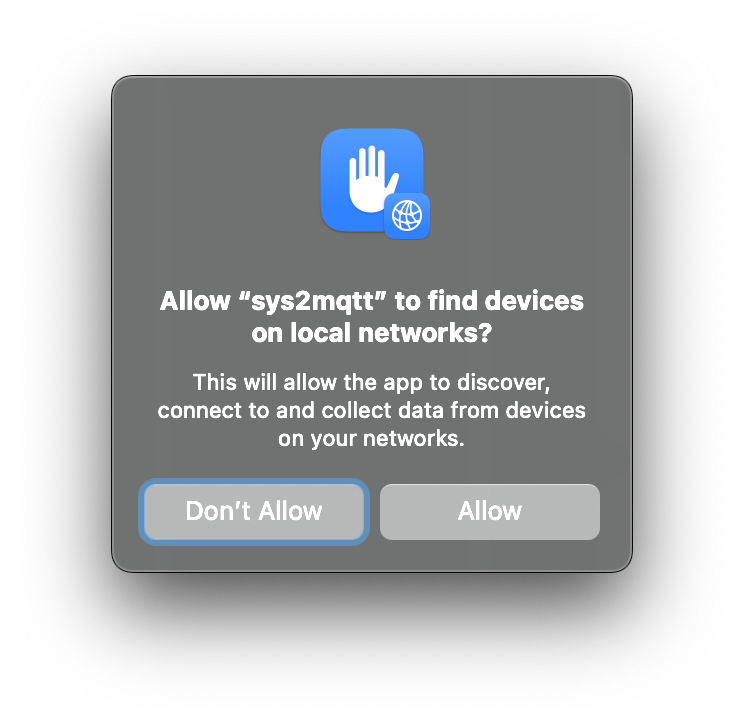 Allow “sys2mqtt” to find devices
on local networks?
This will allow the app to discover,
connect to and collect data from devices
on your networks.
Don’t Allow
Allow